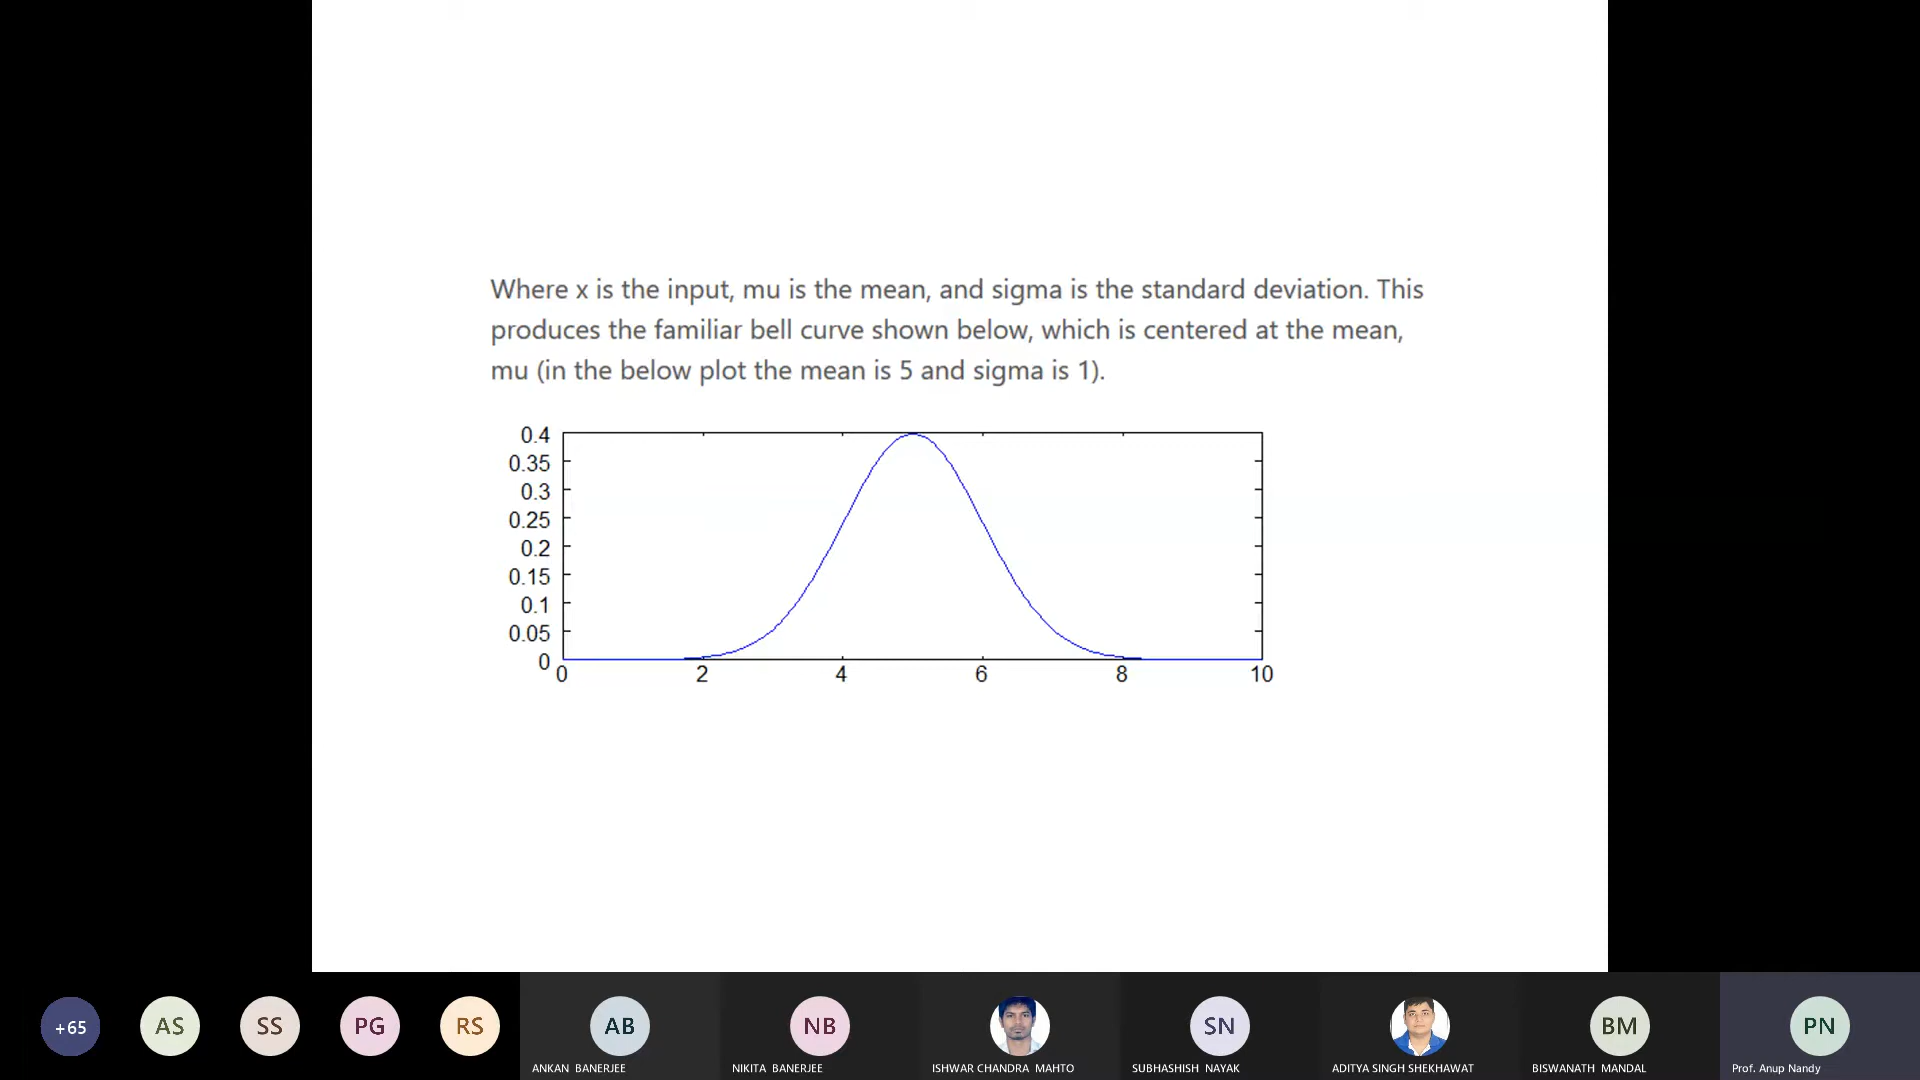 Where x is the input, mu is the mean, and sigma is the standard deviation. This
produces the familiar bell curve shown below, which is centered at the mean,
mu (in the below plot the mean is 5 and sigma is 1).
0.4
0.35
0.3
0.25
0.2
0.15
0.1
0.05
0
0 2 4 6 8 10
+65 AS SS PG RS AB NB SN BM PN
ANKAN BANERJEE NIKITA BANERJEE ISHWAR CHANDRA MAHTO SUBHASHISH NAYAK ADITYA SINGH SHEKHAWAT BISWANATH MANDAL Prof. Anup Nandy